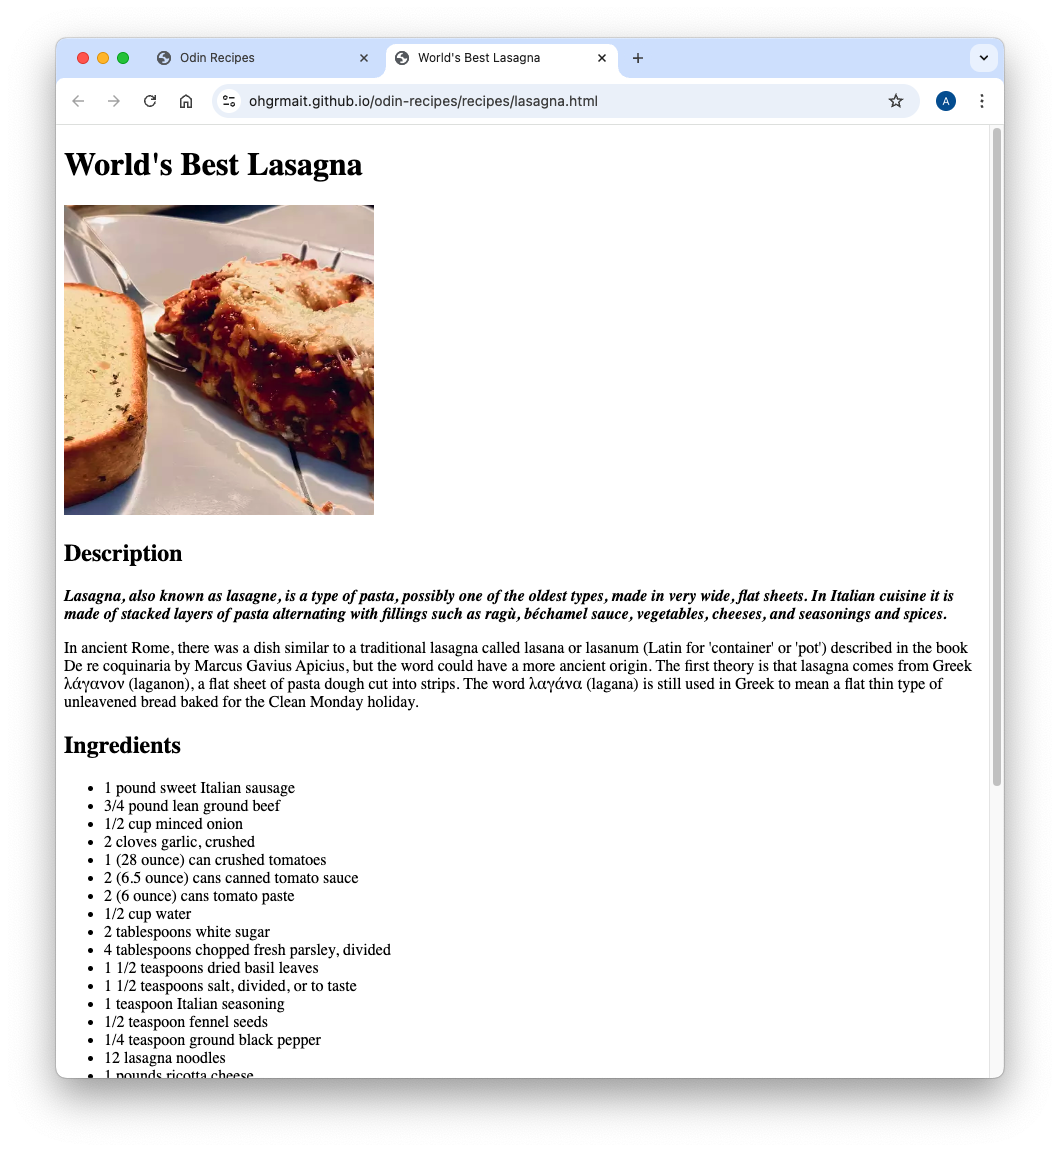 Odin Recipes
World's Best Lasagna
ohgrmait.github.io/odin-recipes/recipes/lasagna.html
A
World's Best Lasagna
Description
Lasagna, also known as lasagne, is a type of pasta, possibly one of the oldest types, made in very wide, flat sheets. In Italian cuisine it is
made of stacked layers of pasta alternating with fillings such as ragù, béchamel sauce, vegetables, cheeses, and seasonings and spices.
In ancient Rome, there was a dish similar to a traditional lasagna called lasana or lasanum (Latin for 'container' or 'pot') described in the book
De re coquinaria by Marcus Gavius Apicius, but the word could have a more ancient origin. The first theory is that lasagna comes from Greek
λάγανον (laganon), a flat sheet of pasta dough cut into strips. The word λαγάνα (lagana) is still used in Greek to mean a flat thin type of
unleavened bread baked for the Clean Monday holiday.
Ingredients
• 1 pound sweet Italian sausage
• 3/4 pound lean ground beef
• 1/2 cup minced onion
• 2 cloves garlic, crushed
• 1 (28 ounce) can crushed tomatoes
• 2 (6.5 ounce) cans canned tomato sauce
• 2 (6 ounce) cans tomato paste
• 1/2 cup water
• 2 tablespoons white sugar
• 4 tablespoons chopped fresh parsley, divided
• 1 1/2 teaspoons dried basil leaves
• 1 1/2 teaspoons salt, divided, or to taste
• 1 teaspoon Italian seasoning
• 1/2 teaspoon fennel seeds
• 1/4 teaspoon ground black pepper
• 12 lasagna noodles
• 1 pounds ricotta cheese